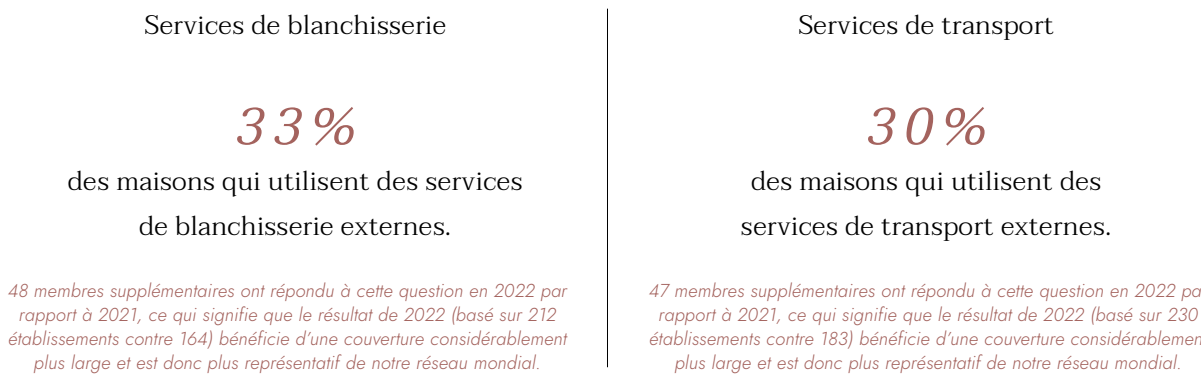 Services de blanchisserie
33%
des maisons qui utilisent des services
de blanchisserie externes.
48 membres supplémentaires ont répondu à cette question en 2022 par
rapport à 2021, ce qui signifie que le résultat de 2022 (basé sur 212
établissements contre 164) bénéficie d’une couverture considérablement
plus large et est donc plus représentatif de notre réseau mondial.
Services de transport
30%
des maisons qui utilisent des
services de transport externes.
47 membres supplémentaires ont répondu à cette question en 2022 pa
rapport à 2021, ce qui signifie que le résultat de 2022 (basé sur 230
établissements contre 183) bénéficie d’une couverture considérablemen
plus large et est donc plus représentatif de notre réseau mondial.